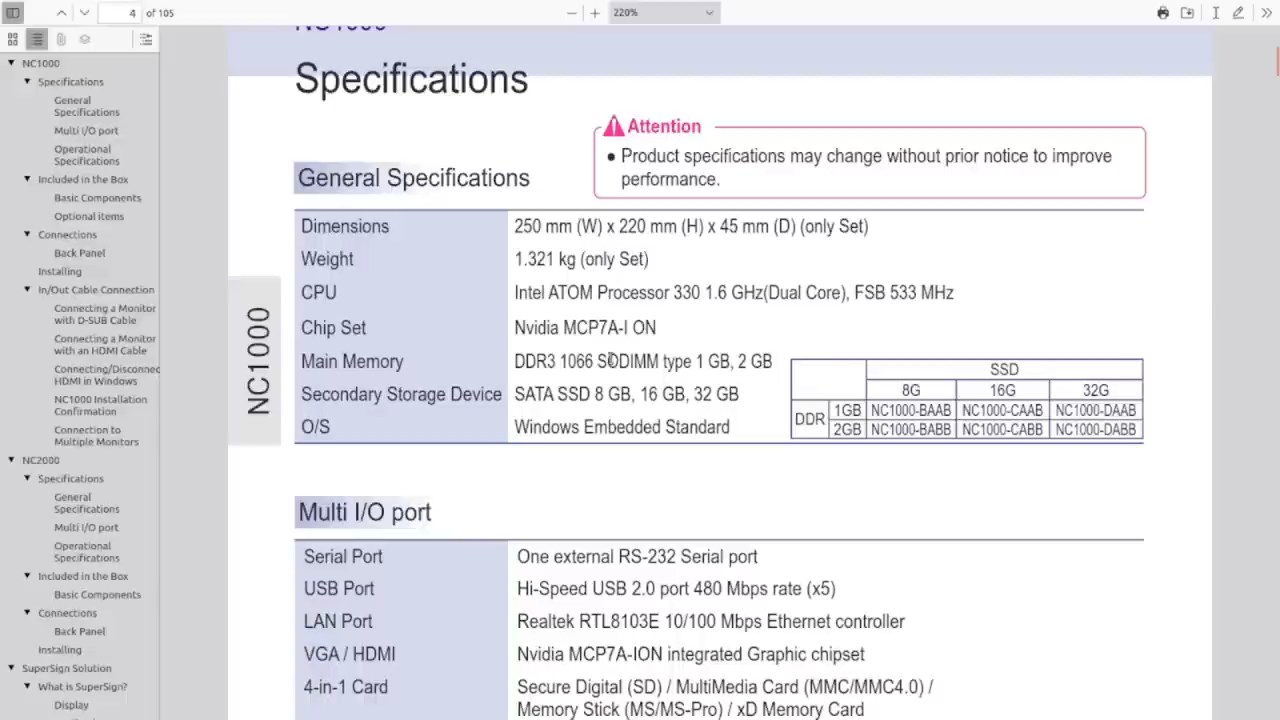 4 of 105
220%
NC1000
Specifications
General
Specifications
Multi I/O port
Operational
Specifications
Included in the Box
Basic Components
Optional items
Connections
Back Panel
Installing
In/Out Cable Connection
Connecting a Monitor
with D-SUB Cable
Connecting a Monitor
with an HDMI Cable
Connecting/Disconnec
HDMI in Windows
NC1000 Installation
Confirmation
Connection to
Multiple Monitors
NC2000
Specifications
General
Specifications
Multi I/O port
Operational
Specifications
Included in the Box
Basic Components
Connections
Back Panel
Installing
SuperSign Solution
What is SuperSign?
Display
NC1000
Specifications
Attention
• Product specifications may change without prior notice to improve
performance.
General Specifications
Dimensions 250 mm (W) x 220 mm (H) x 45 mm (D) (only Set)
Weight 1.321 kg (only Set)
CPU Intel ATOM Processor 330 1.6 GHz(Dual Core), FSB 533 MHz
Chip Set Nvidia MCP7A-I ON
Main Memory DDR3 1066 SODIMM type 1 GB, 2 GB
Secondary Storage Device SATA SSD 8 GB, 16 GB, 32 GB
O/S Windows Embedded Standard
SSD
8G 16G 32G
DDR 1GB NC1000-BAAB NC1000-CAAB NC1000-DAAB
2GB NC1000-BABB NC1000-CABB NC1000-DABB
NC1000
Multi I/O port
Serial Port One external RS-232 Serial port
USB Port Hi-Speed USB 2.0 port 480 Mbps rate (x5)
LAN Port Realtek RTL8103E 10/100 Mbps Ethernet controller
VGA / HDMI Nvidia MCP7A-ION integrated Graphic chipset
4-in-1 Card Secure Digital (SD) / MultiMedia Card (MMC/MMC4.0) /
Memory Stick (MS/MS-Pro) / xD Memory Card